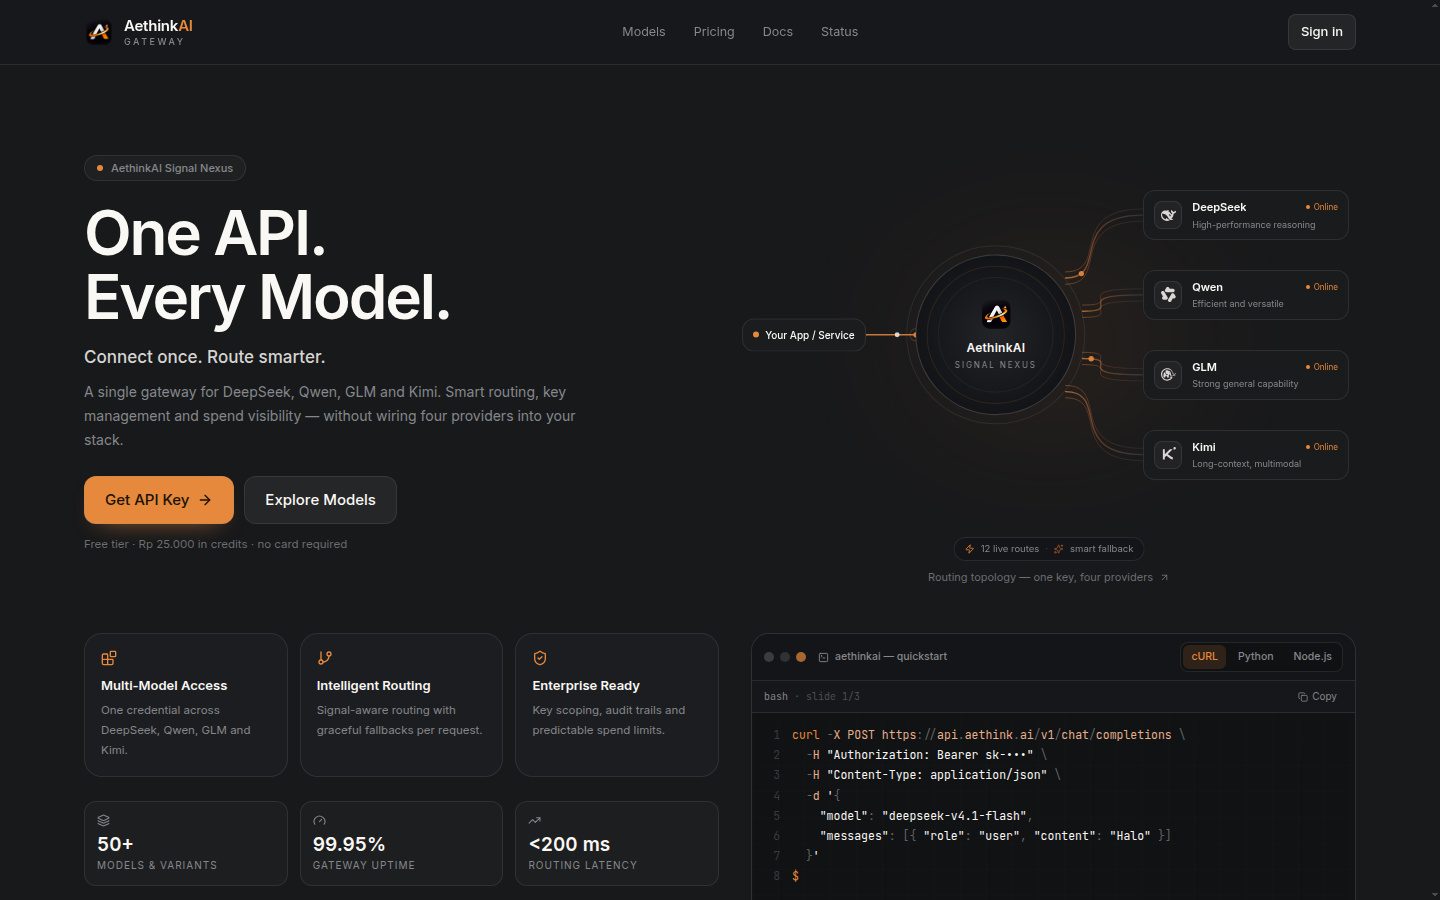 AethinkAI
GATEWAY
Models
Pricing
Docs
Status
Sign in
AethinkAI Signal Nexus
One API.
Every Model.
Connect once. Route smarter.
A single gateway for DeepSeek, Qwen, GLM and Kimi. Smart routing, key
management and spend visibility — without wiring four providers into your
stack.
Get API Key →
Explore Models
Free tier · Rp 25.000 in credits · no card required
Your App / Service
AethinkAI
SIGNAL NEXUS
DeepSeek
Online
High-performance reasoning
Qwen
Online
Efficient and versatile
GLM
Online
Strong general capability
Kimi
Online
Long-context, multimodal
12 live routes · smart fallback
Routing topology — one key, four providers
Multi-Model Access
One credential across
DeepSeek, Qwen, GLM and
Kimi.
Intelligent Routing
Signal-aware routing with
graceful fallbacks per request.
Enterprise Ready
Key scoping, audit trails and
predictable spend limits.
50+
MODELS & VARIANTS
99.95%
GATEWAY UPTIME
<200 ms
ROUTING LATENCY
aethinkai — quickstart
cURL
Python
Node.js
bash · slide 1/3
Copy
1 curl -X POST https://api.aethink.ai/v1/chat/completions \
2 -H "Authorization: Bearer sk-•••" \
3 -H "Content-Type: application/json" \
4 -d '{
5 "model": "deepseek-v4.1-flash",
6 "messages": [{ "role": "user", "content": "Halo" }]
7 }'
8 $